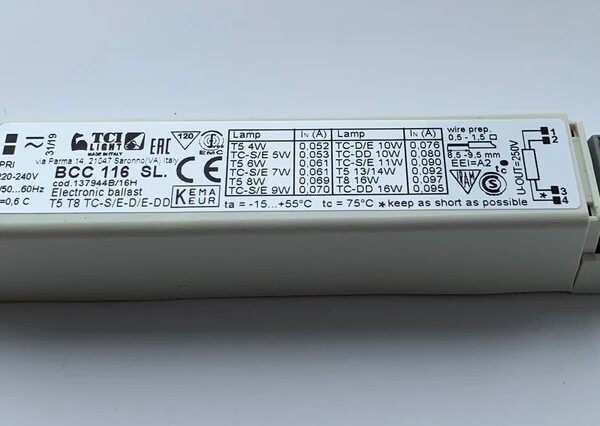 31/19
TCI
LIGHT
MADE IN ITALY
EAC
120
EMC
PRI
via Parma 14, 21047 Saronno(VA) Italy
220-240V
BCC 116 SL.
CE
cod.137944B/16H
/50...60Hz
Electronic ballast
=0,6 C
T5 T8 TC-S/E-D/E-DD
KEMA
KEUR
Lamp IN (A) Lamp IN (A)
T5 4W 0.052 TC-D/E 10W 0.076
TC-S/E 5W 0.053 TC-DD 10W 0.080
T5 6W 0.061 TC-S/E 11W 0.080
TC-S/E 7W 0.061 T5 13/14W 0.092
T5 8W 0.069 T8 16W 0.097
TC-S/E 9W 0.070 TC-DD 16W 0.095
ta = -15...+55°C tc = 75°C *keep as short as possible
wire prep.
0,5 - 1,5
8,5 -9,5 mm
EEI=A2
U-OUT=250V
1
2
3
4
*